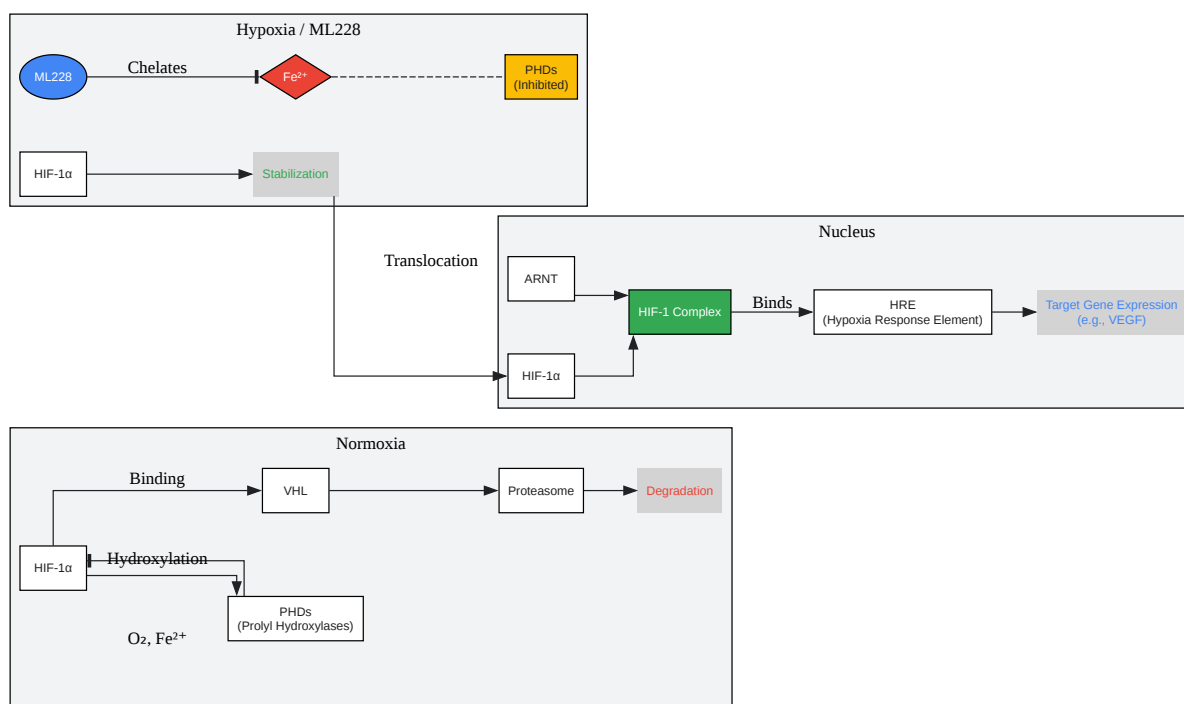 Hypoxia / ML228
ML228
Chelates
Fe²⁺
PHDs
(Inhibited)
HIF-1α
Stabilization
Translocation
Nucleus
ARNT
HIF-1 Complex
Binds
HRE
(Hypoxia Response Element)
Target Gene Expression
(e.g., VEGF)
HIF-1α
Normoxia
Binding
VHL
Proteasome
Degradation
HIF-1α
Hydroxylation
PHDs
(Prolyl Hydroxylases)
O₂, Fe²⁺